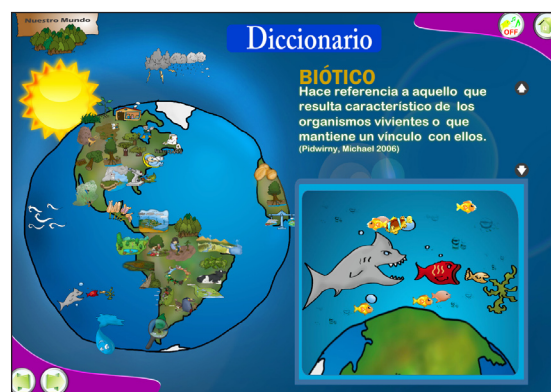 Nuestro Mundo
Diccionario
OFF
BIÓTICO
Hace referencia a aquello que
resulta característico de los
organismos vivientes o que
mantiene un vínculo con ellos.
(Pidwirny, Michael 2006)